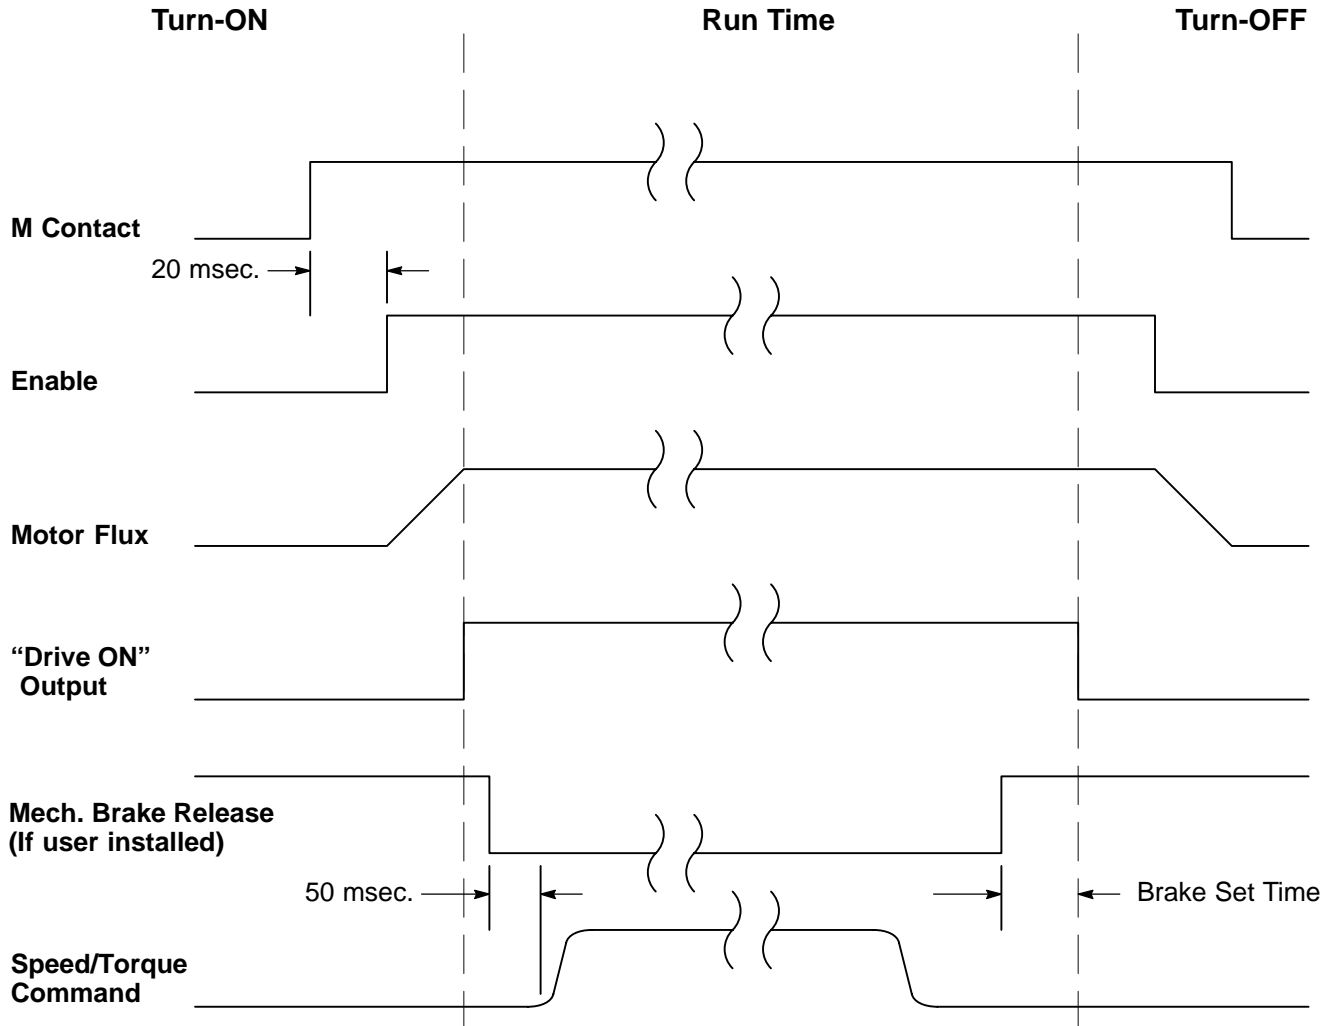 Turn-ON
Run Time
Turn-OFF
M Contact
20 msec.
Enable
Motor Flux
“Drive ON”
Output
Mech. Brake Release
(If user installed)
50 msec.
Brake Set Time
Speed/Torque
Command